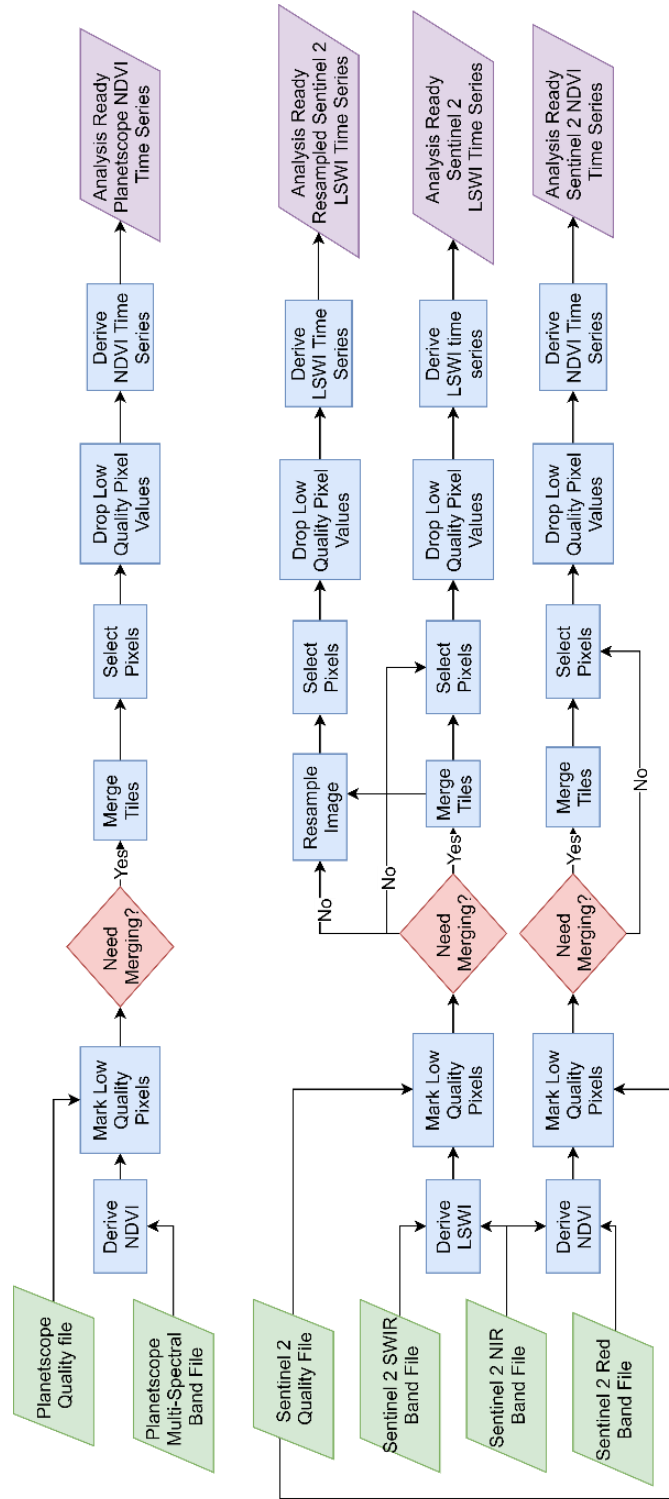 Planetscope
Quality file
Planetscope
Multi-Spectral
Band File
Derive
NDVI
Mark Low
Quality
Pixels
Need
Merging?
Yes
Merge
Tiles
Select
Pixels
Drop Low
Quality Pixel
Values
Derive
NDVI Time
Series
Analysis Ready
Planetscope NDVI
Time Series
Sentinel 2
Quality File
Sentinel 2 SWIR
Band File
Sentinel 2 NIR
Band File
Sentinel 2 Red
Band File
Derive
LSWI
Mark Low
Quality
Pixels
Need
Merging?
No
No
Yes
Resample
Image
Select
Pixels
Drop Low
Quality Pixel
Values
Derive
LSWI Time
Series
Analysis Ready
Resampled Sentinel 2
LSWI Time Series
Merge
Tiles
Select
Pixels
Drop Low
Quality Pixel
Values
Derive
LSWI time
series
Analysis Ready
Sentinel 2
LSWI Time Series
Derive
NDVI
Mark Low
Quality
Pixels
Need
Merging?
Yes
No
Merge
Tiles
Select
Pixels
Drop Low
Quality Pixel
Values
Derive
NDVI Time
Series
Analysis Ready
Sentinel 2 NDVI
Time Series